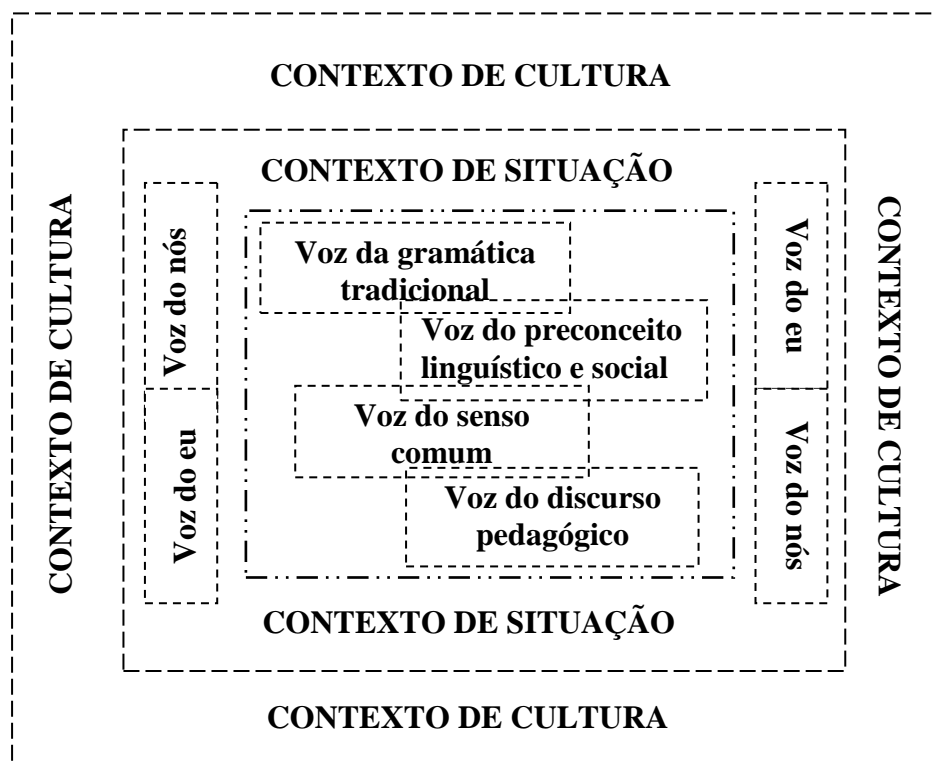 CONTEXTO DE CULTURA
CONTEXTO DE SITUAÇÃO
CONTEXTO DE CULTURA
Voz do nós
Voz do eu
Voz da gramática
tradicional
Voz do preconceito
linguístico e social
Voz do senso
comum
Voz do discurso
pedagógico
Voz do eu
Voz do nós
CONTEXTO DE CULTURA
CONTEXTO DE SITUAÇÃO
CONTEXTO DE CULTURA